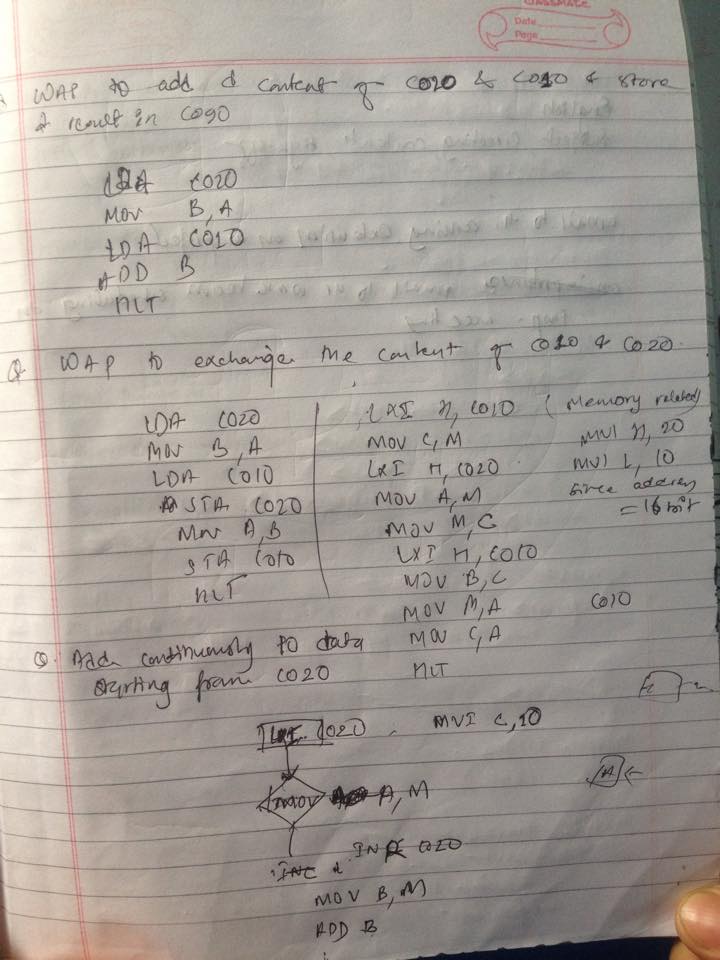 CLASSMATE
Date
Page
WAP to add d content of C020 & C010 & store
d result in C090
LDA C020
MOV B, A
LDA C010
ADD B
HLT
Q WAP to exchange the content of C010 & C020.
LDA C020
MOV B, A
LDA C010
STA C020
MOV A, B
STA C010
HLT
LXI H, C010 (Memory related)
MOV C, M
LXI H, C020
MOV A, M
MOV M, C
LXI H, C010
MOV B, C
MOV M, A
MOV C, A
HLT
MVI H, 20
MVI L, 10
Since address
= 16 bit
C010
Q. Add continuously 10 data
starting from C020
LXI C020 MVI C, 10
MOV A, M
INC INR C020
MOV B, M
ADD B
A